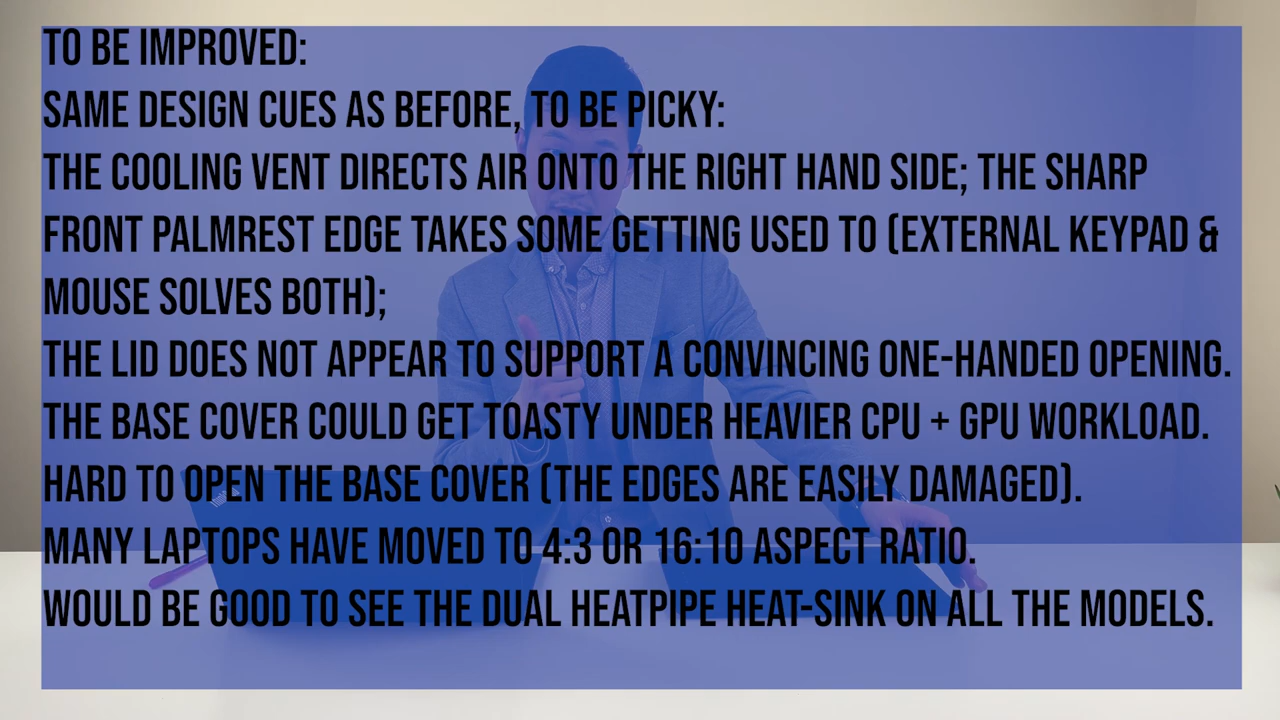 TO BE IMPROVED:
SAME DESIGN CUES AS BEFORE, TO BE PICKY:
THE COOLING VENT DIRECTS AIR ONTO THE RIGHT HAND SIDE; THE SHARP
FRONT PALMREST EDGE TAKES SOME GETTING USED TO (EXTERNAL KEYPAD &
MOUSE SOLVES BOTH);
THE LID DOES NOT APPEAR TO SUPPORT A CONVINCING ONE-HANDED OPENING.
THE BASE COVER COULD GET TOASTY UNDER HEAVIER CPU + GPU WORKLOAD.
HARD TO OPEN THE BASE COVER (THE EDGES ARE EASILY DAMAGED).
MANY LAPTOPS HAVE MOVED TO 4:3 OR 16:10 ASPECT RATIO.
WOULD BE GOOD TO SEE THE DUAL HEATPIPE HEAT-SINK ON ALL THE MODELS.